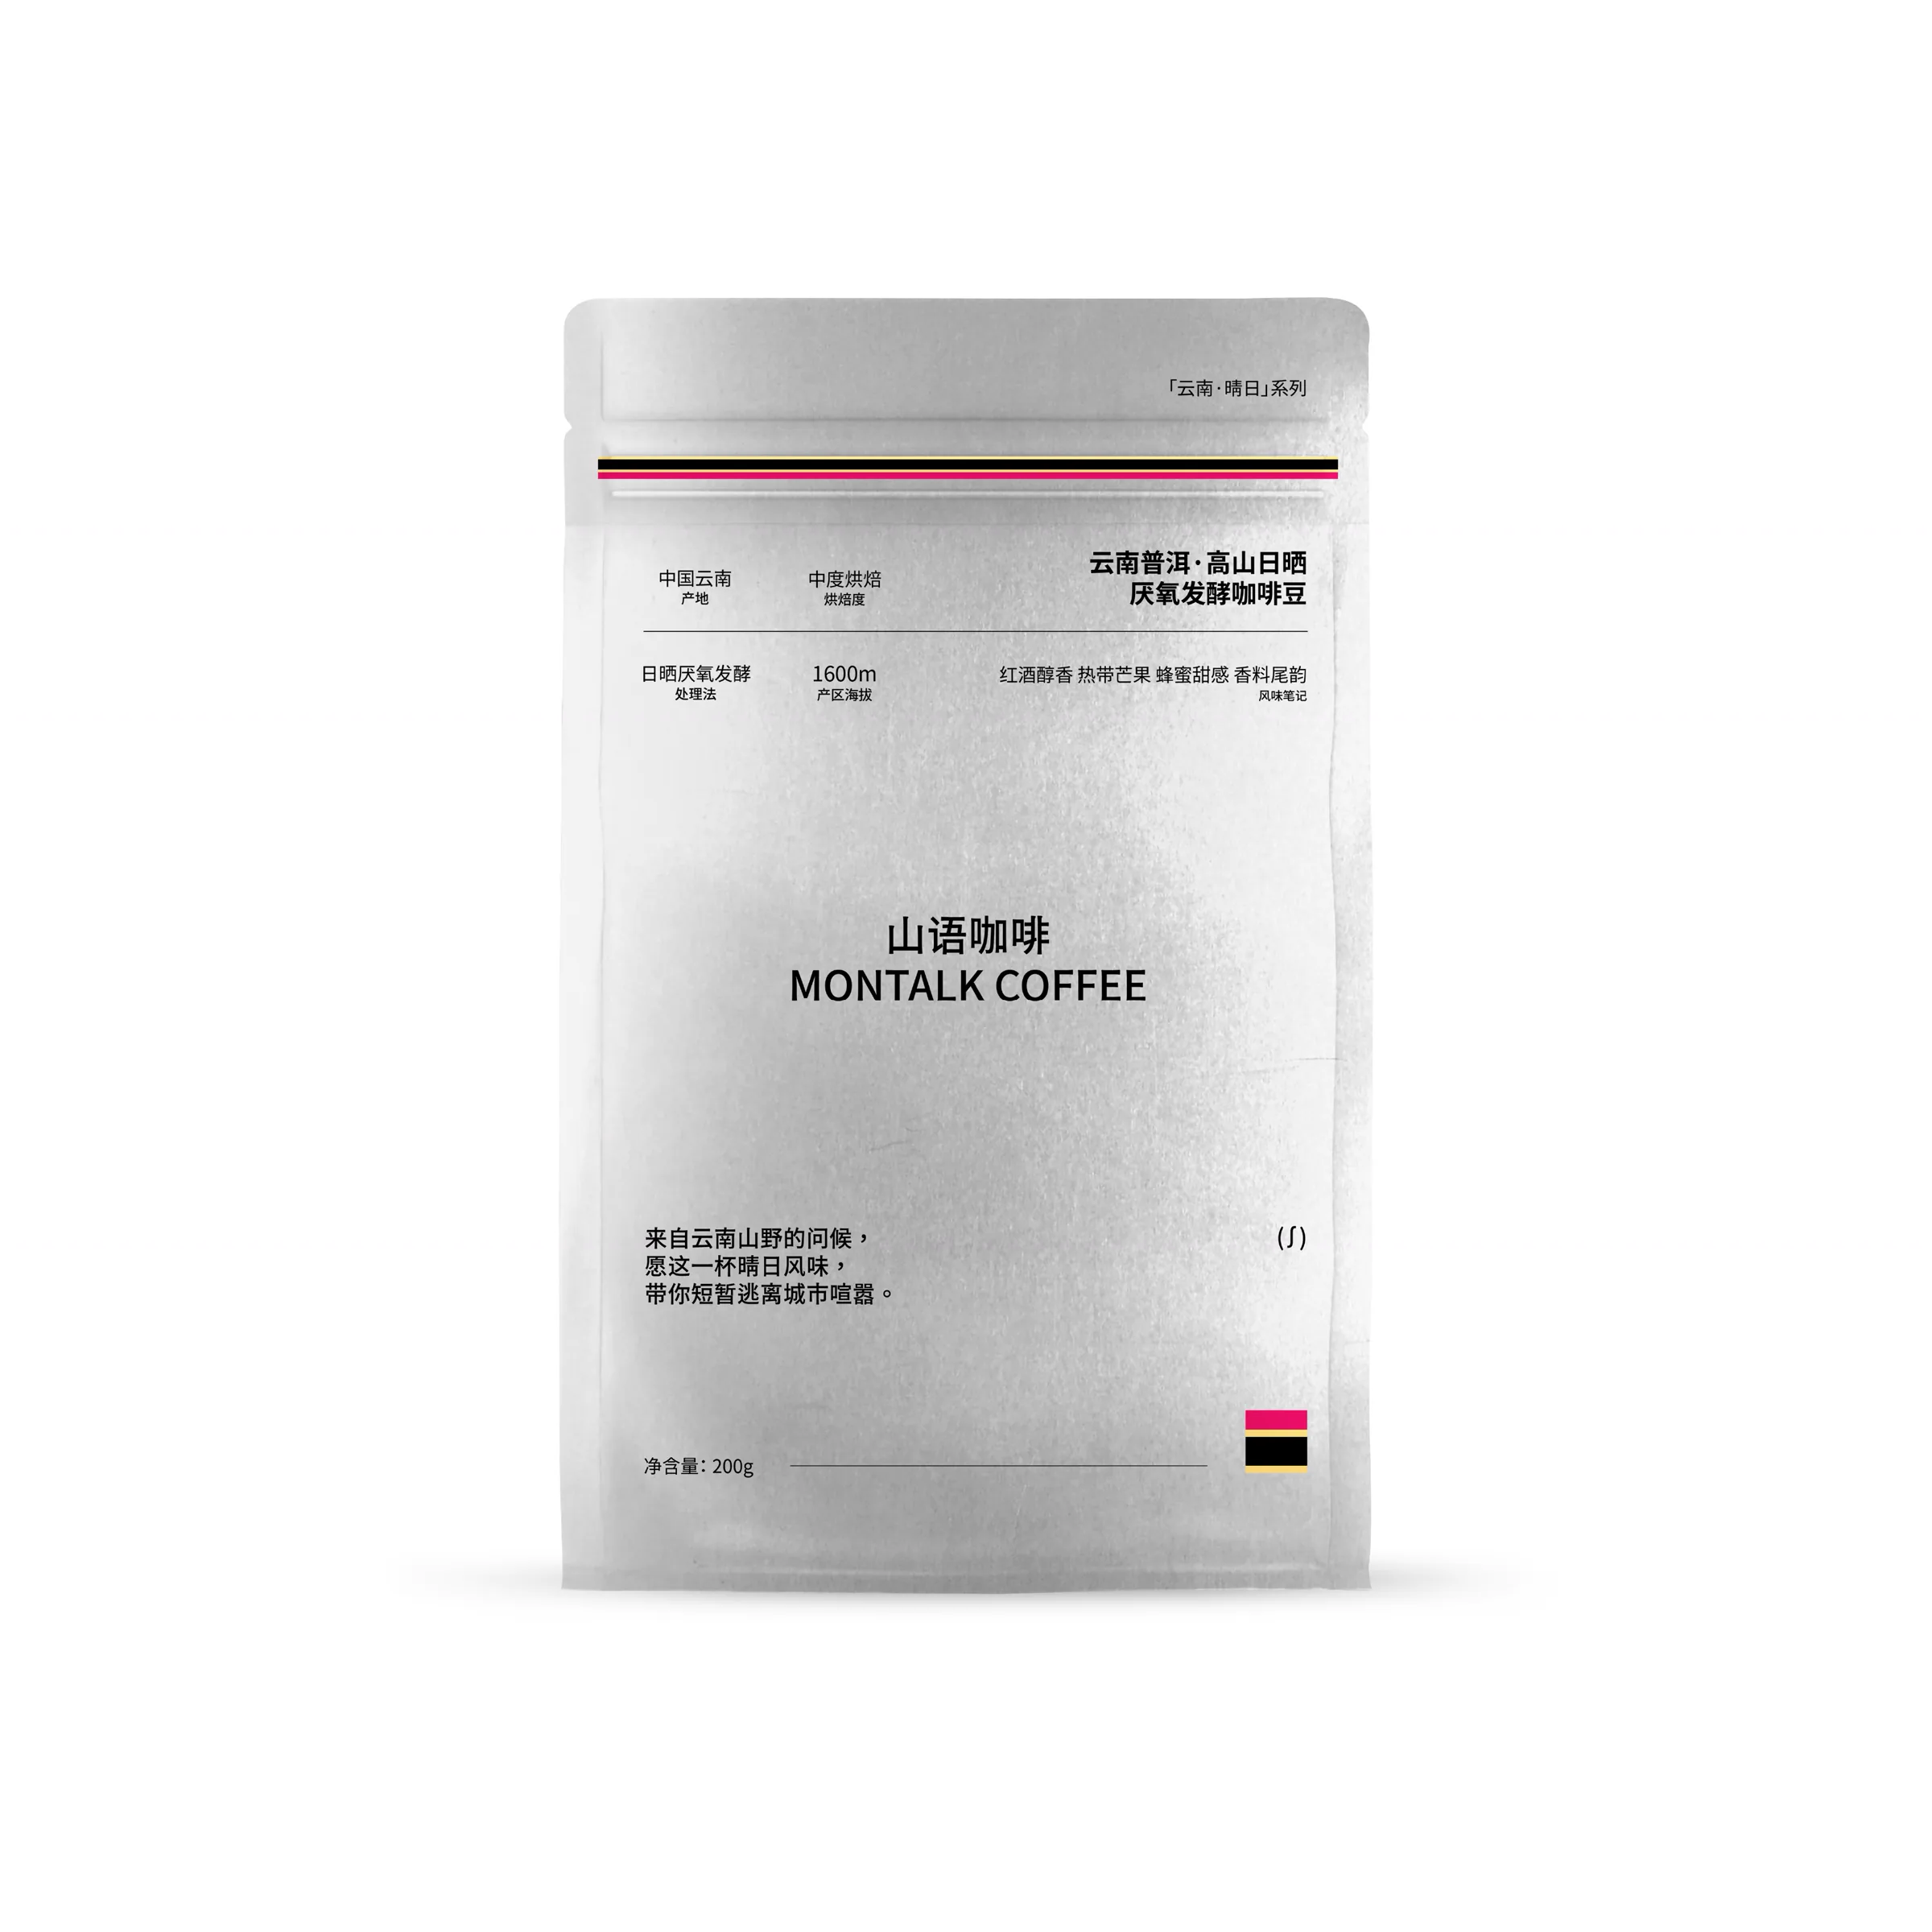 「云南·晴日」系列
云南普洱·高山日晒
厌氧发酵咖啡豆
中国云南
产地
中度烘焙
烘焙度
日晒厌氧发酵
处理法
1600m
产区海拔
红酒醇香 热带芒果 蜂蜜甜感 香料尾韵
风味笔记
山语咖啡
MONTALK COFFEE
来自云南山野的问候，
愿这一杯晴日风味，
带你短暂逃离城市喧嚣。
(ʃ)
净含量：200g